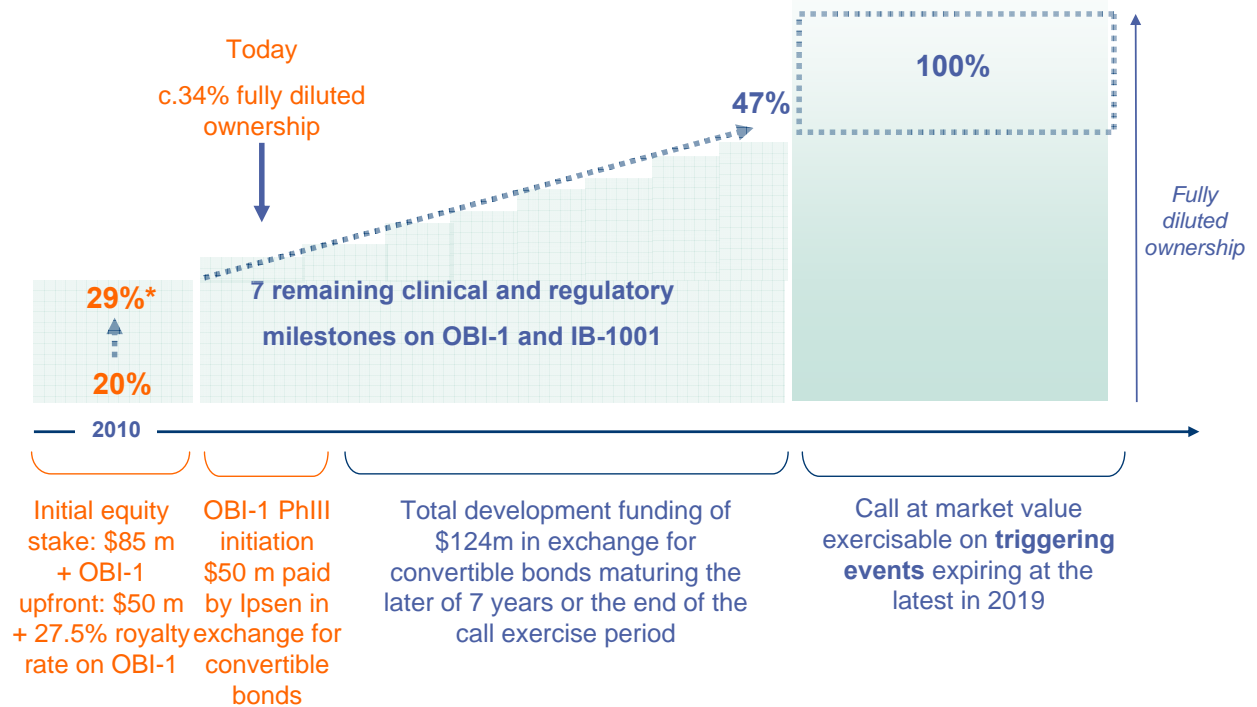 Today
c.34% fully diluted
ownership
47%
100%
Fully
diluted
ownership
29%*
20%
7 remaining clinical and regulatory
milestones on OBI-1 and IB-1001
2010
Initial equity
stake: $85 m
+ OBI-1
upfront: $50 m
+ 27.5% royalty
rate on OBI-1
OBI-1 PhIII
initiation
$50 m paid
by Ipsen in
exchange for
convertible
bonds
Total development funding of
$124m in exchange for
convertible bonds maturing the
later of 7 years or the end of the
call exercise period
Call at market value
exercisable on triggering
events expiring at the
latest in 2019